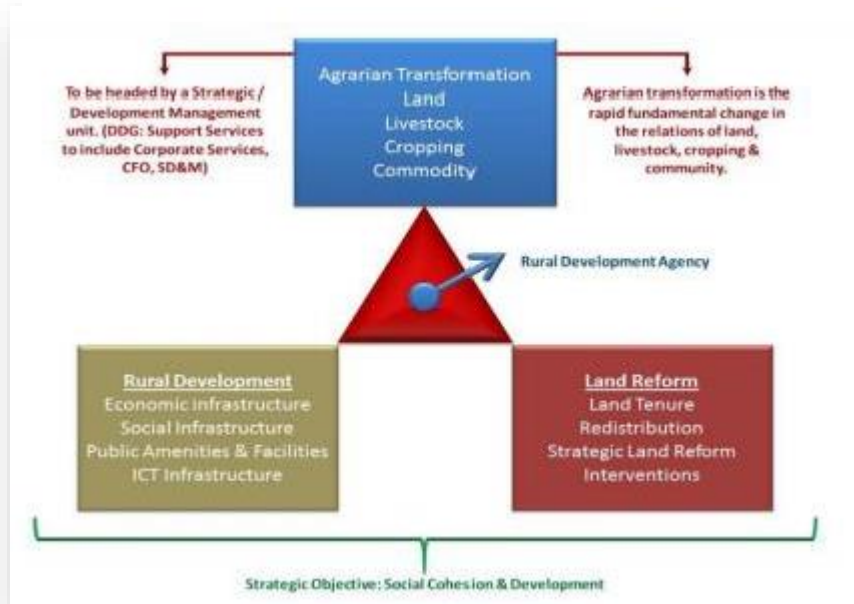 Agrarian Transformation
Land
Livestock
Cropping
Commodity
To be headed by a Strategic /
Development Management
unit. (DDG: Support Services
to include Corporate Services,
CFO, SD&M)
Agrarian transformation is the
rapid fundamental change in
the relations of land,
livestock, cropping &
community.
Rural Development Agency
Rural Development
Economic Infrastructure
Social Infrastructure
Public Amenities & Facilities
ICT Infrastructure
Land Reform
Land Tenure
Redistribution
Strategic Land Reform
Interventions
Strategic Objective: Social Cohesion & Development